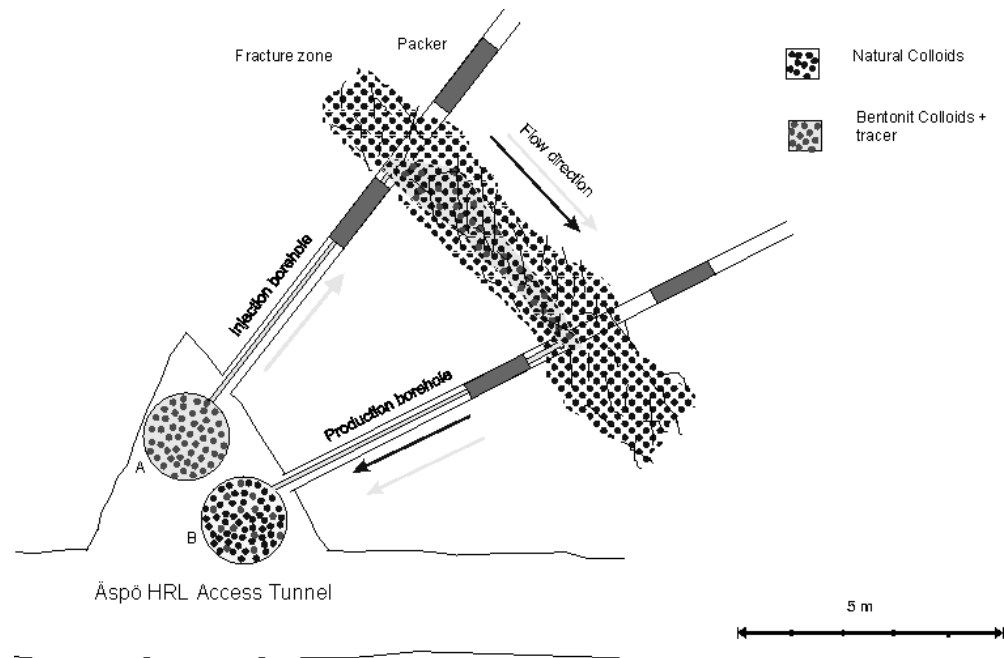 Packer
Fracture zone
Natural Colloids
Bentonit Colloids +
tracer
Flow direction
Injection borehole
Production borehole
A
B
Äspö HRL Access Tunnel
5 m